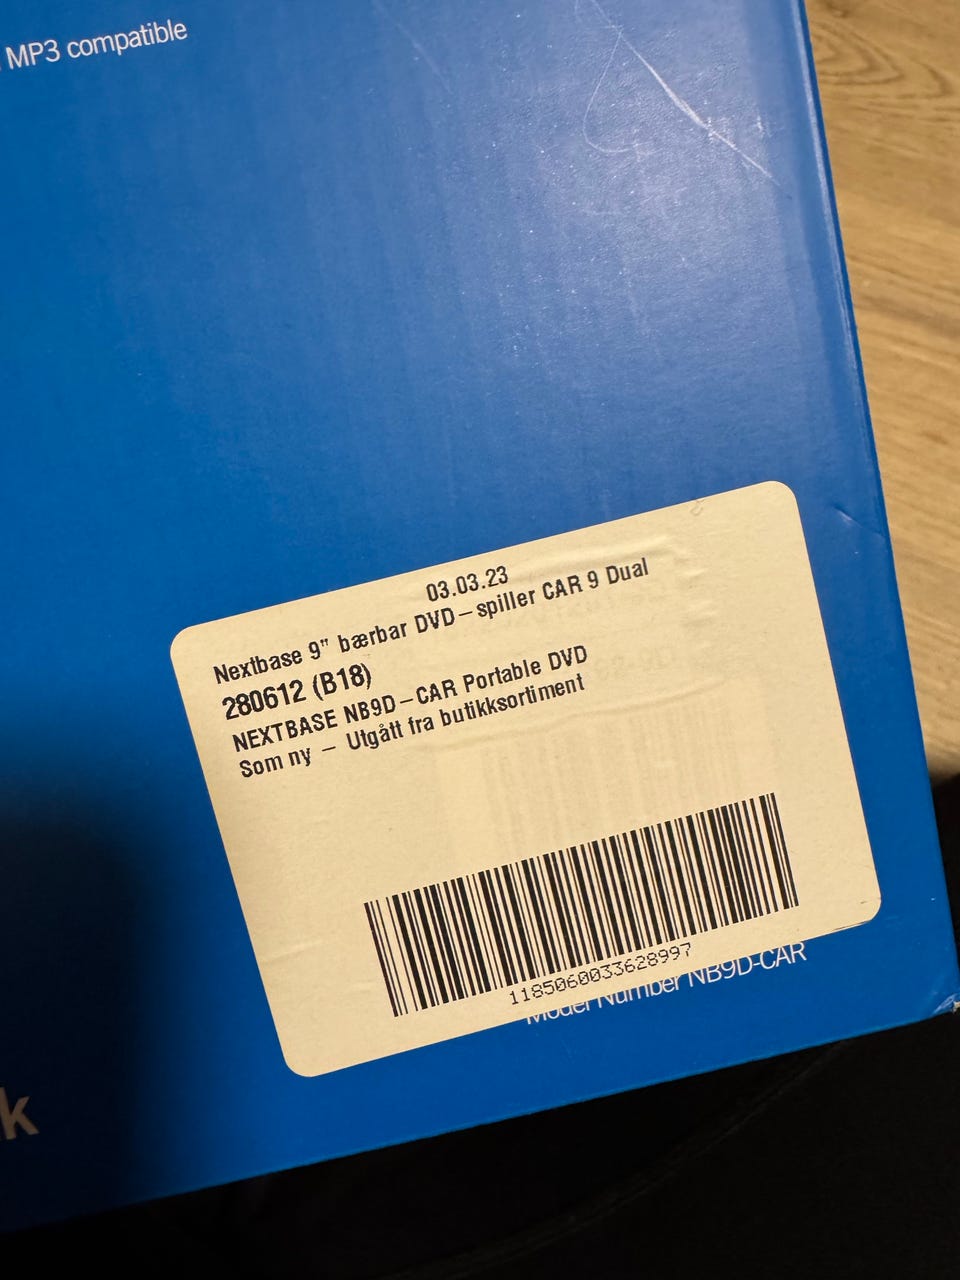 MP3 compatible
03.03.23
Nextbase 9" bærbar DVD-spiller CAR 9 Dual
280612 (B18)
NEXTBASE NB9D-CAR Portable DVD
Som ny - Utgått fra butikksortiment
1185060033628997
Model Number NB9D-CAR
k